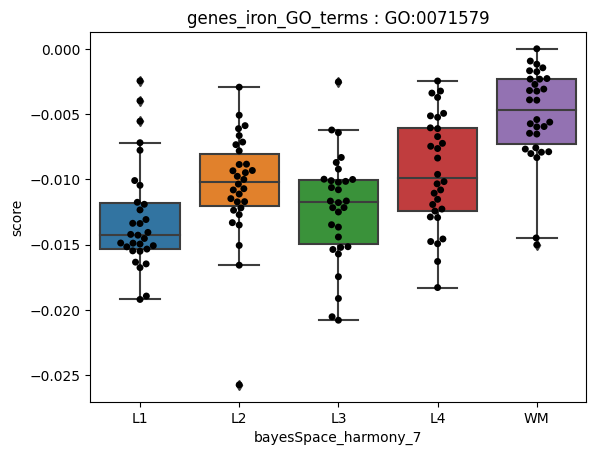 genes_iron_GO_terms : GO:0071579
0.000
−0.005
−0.010
−0.015
−0.020
−0.025
score
L1 L2 L3 L4 WM
bayesSpace_harmony_7